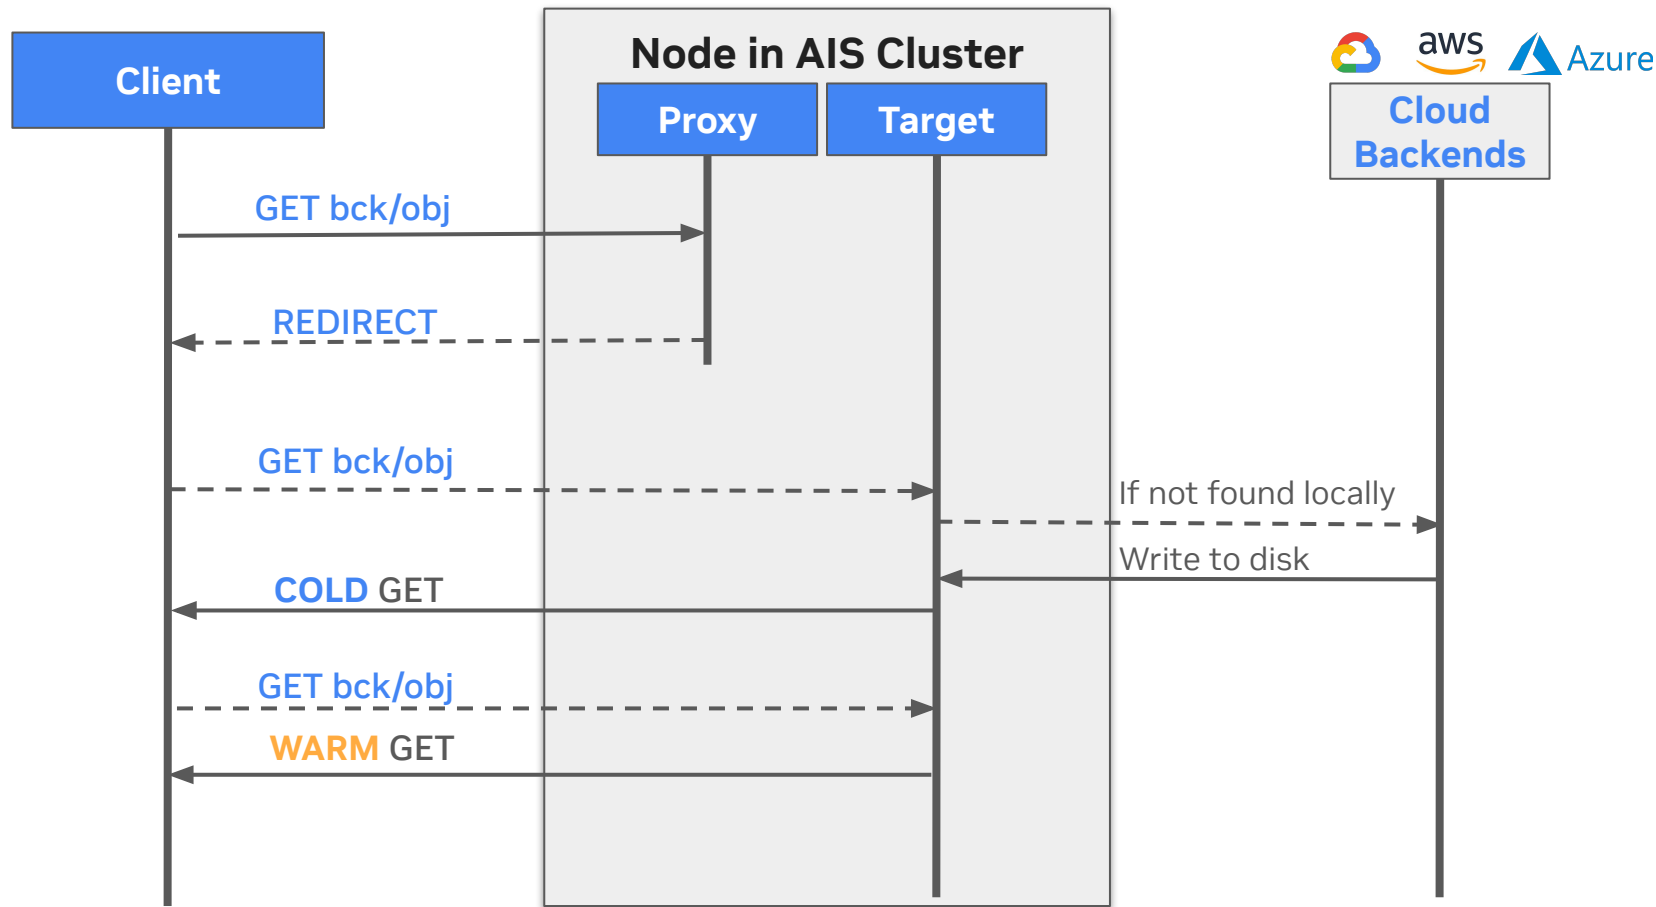 Client
Node in AIS Cluster
Proxy
Target
aws
Azure
Cloud
Backends
GET bck/obj
REDIRECT
GET bck/obj
If not found locally
Write to disk
COLD GET
GET bck/obj
WARM GET